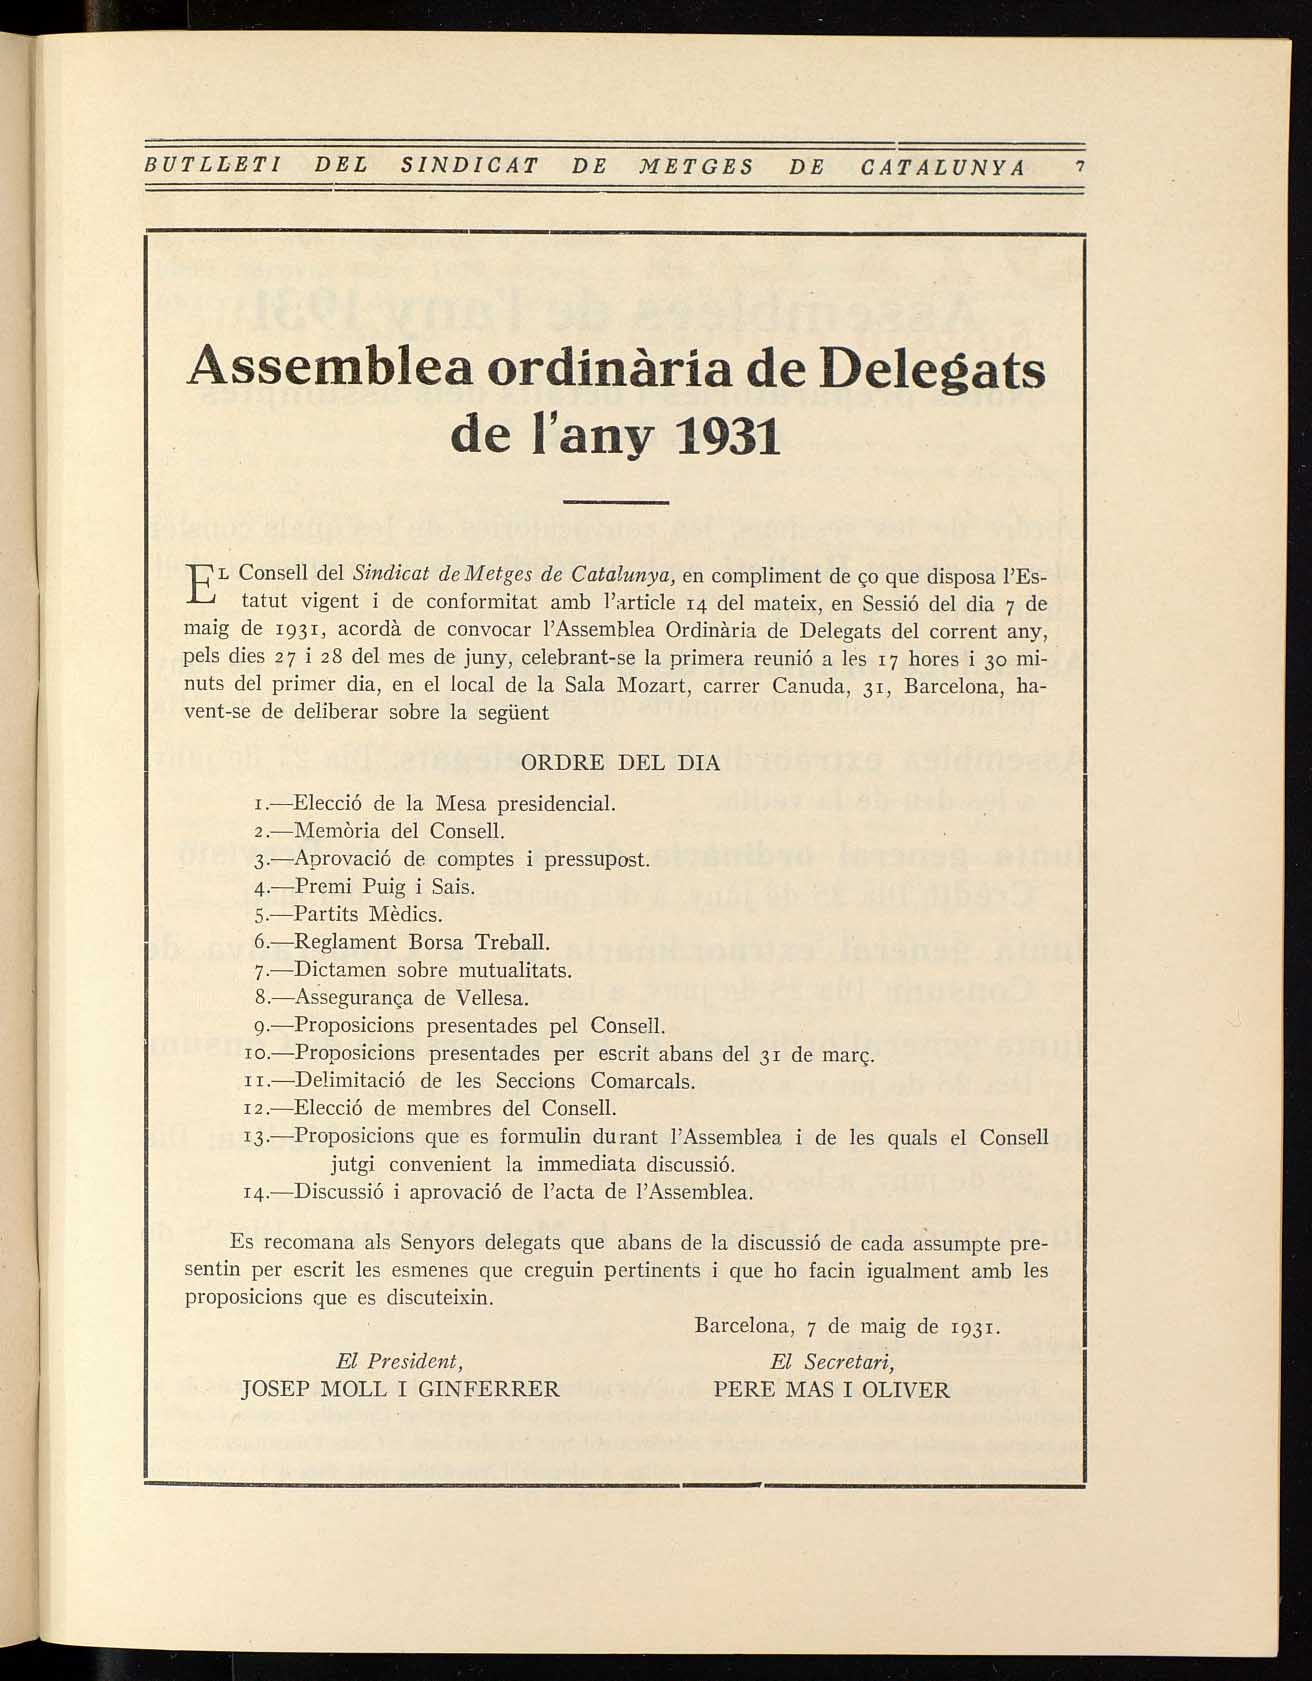 BUTLLETI DEL SINDICAT DE METGES DE CATALUNYA 7
Assemblea ordinària de Delegats
de l'any 1931
EL Consell del Sindicat de Metges de Catalunya, en compliment de ço que disposa l'Es-
tatut vigent i de conformitat amb l'article 14 del mateix, en Sessió del dia 7 de
maig de 1931, acordà de convocar l'Assemblea Ordinària de Delegats del corrent any,
pels dies 27 i 28 del mes de juny, celebrant-se la primera reunió a les 17 hores i 30 mi-
nuts del primer dia, en el local de la Sala Mozart, carrer Canuda, 31, Barcelona, ha-
vent-se de deliberar sobre la següent
ORDRE DEL DIA
1.—Elecció de la Mesa presidencial.
2.—Memòria del Consell.
3.—Aprovació de comptes i pressupost.
4.—Premi Puig i Sais.
5.—Partits Mèdics.
6.—Reglament Borsa Treball.
7.—Dictamen sobre mutualitats.
8.—Assegurança de Vellesa.
9.—Proposicions presentades pel Consell.
10.—Proposicions presentades per escrit abans del 31 de març.
11.—Delimitació de les Seccions Comarcals.
12.—Elecció de membres del Consell.
13.—Proposicions que es formulin durant l'Assemblea i de les quals el Consell
jutgi convenient la immediata discussió.
14.—Discussió i aprovació de l'acta de l'Assemblea.
Es recomana als Senyors delegats que abans de la discussió de cada assumpte pre-
sentin per escrit les esmenes que creguin pertinents i que ho facin igualment amb les
proposicions que es discuteixin.
Barcelona, 7 de maig de 1931.
El President, El Secretari,
JOSEP MOLL I GINFERRER PERE MAS I OLIVER